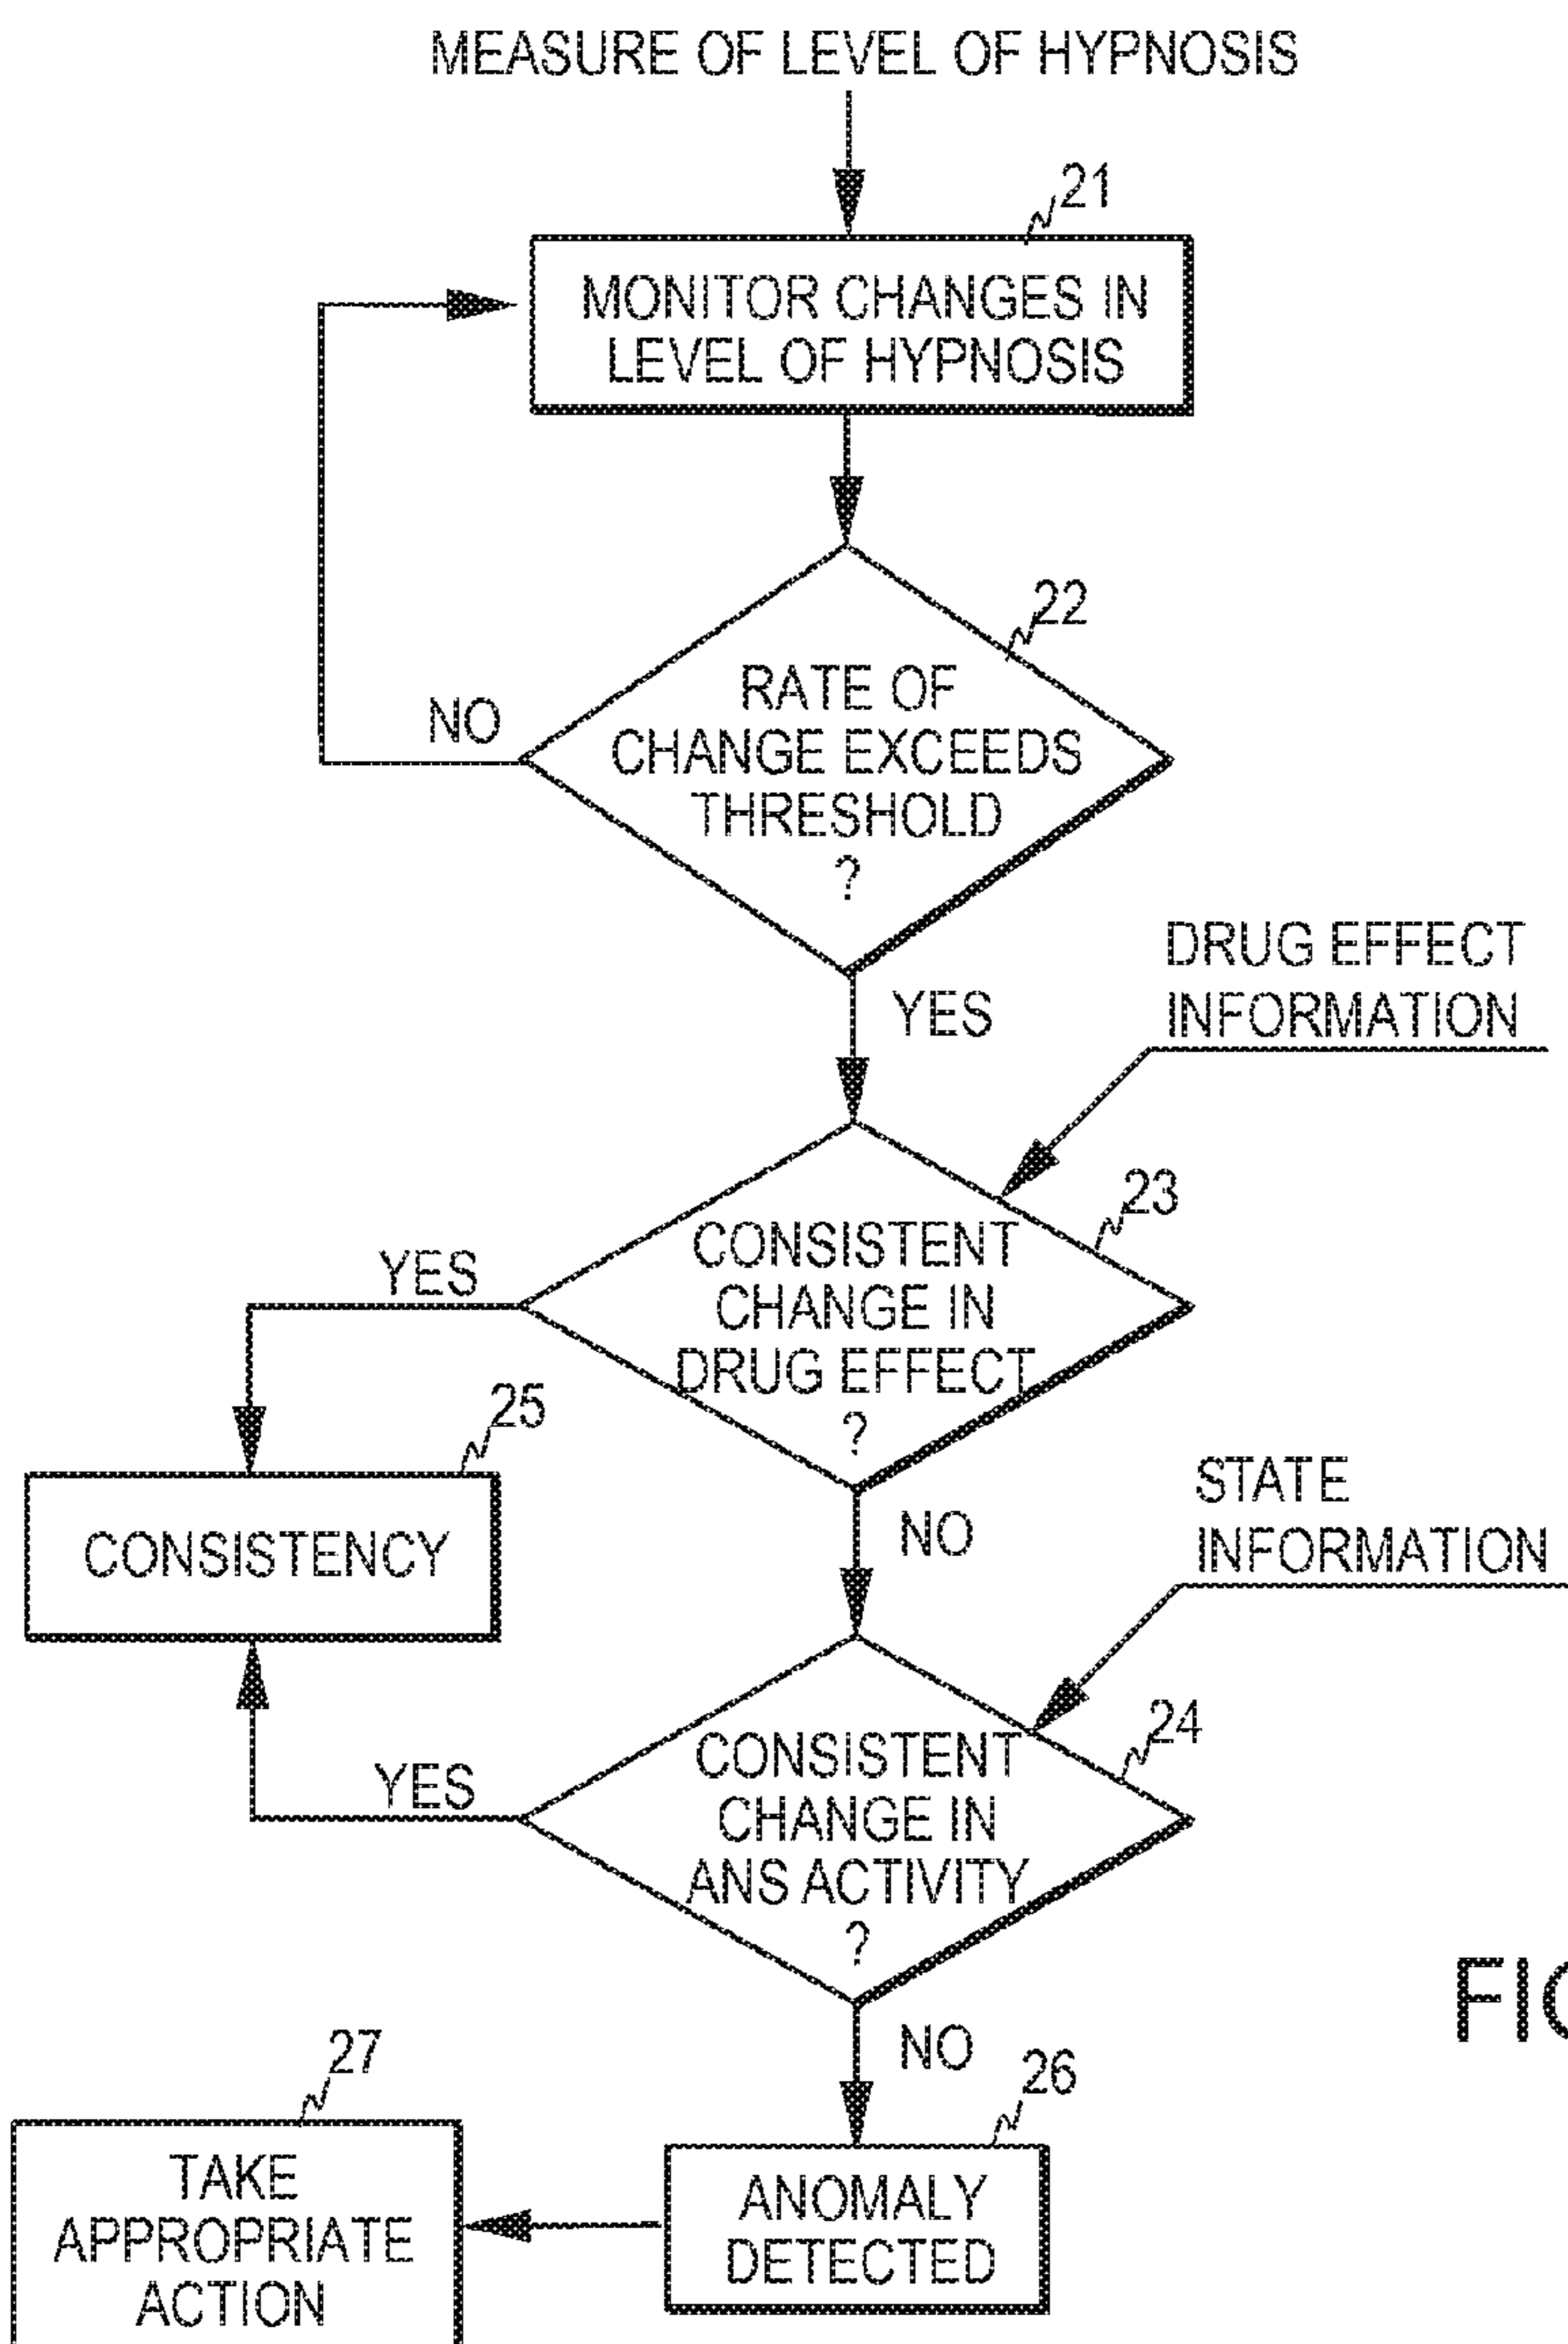 MEASURE OF LEVEL OF HYPNOSIS
21
MONITOR CHANGES IN
LEVEL OF HYPNOSIS
22
RATE OF
CHANGE EXCEEDS
THRESHOLD
?
NO
YES
DRUG EFFECT
INFORMATION
23
CONSISTENT
CHANGE IN
DRUG EFFECT
?
YES
25
CONSISTENCY
NO
STATE
INFORMATION
24
CONSISTENT
CHANGE IN
ANS ACTIVITY
?
YES
NO
26
ANOMALY
DETECTED
27
TAKE
APPROPRIATE
ACTION